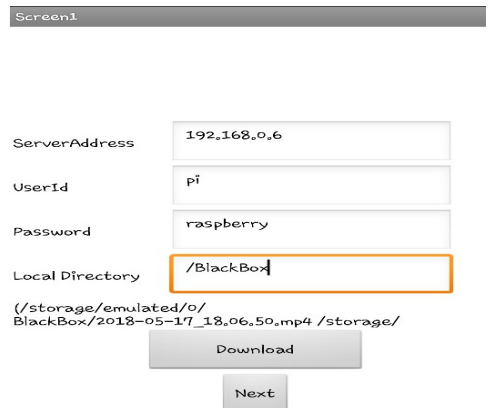 Screen1
ServerAddress 192.168.0.6
UserId pi
Password raspberry
Local Directory /BlackBox
(/storage/emulated/0/
BlackBox/2018-05-17_18.06.50.mp4 /storage/
Download
Next